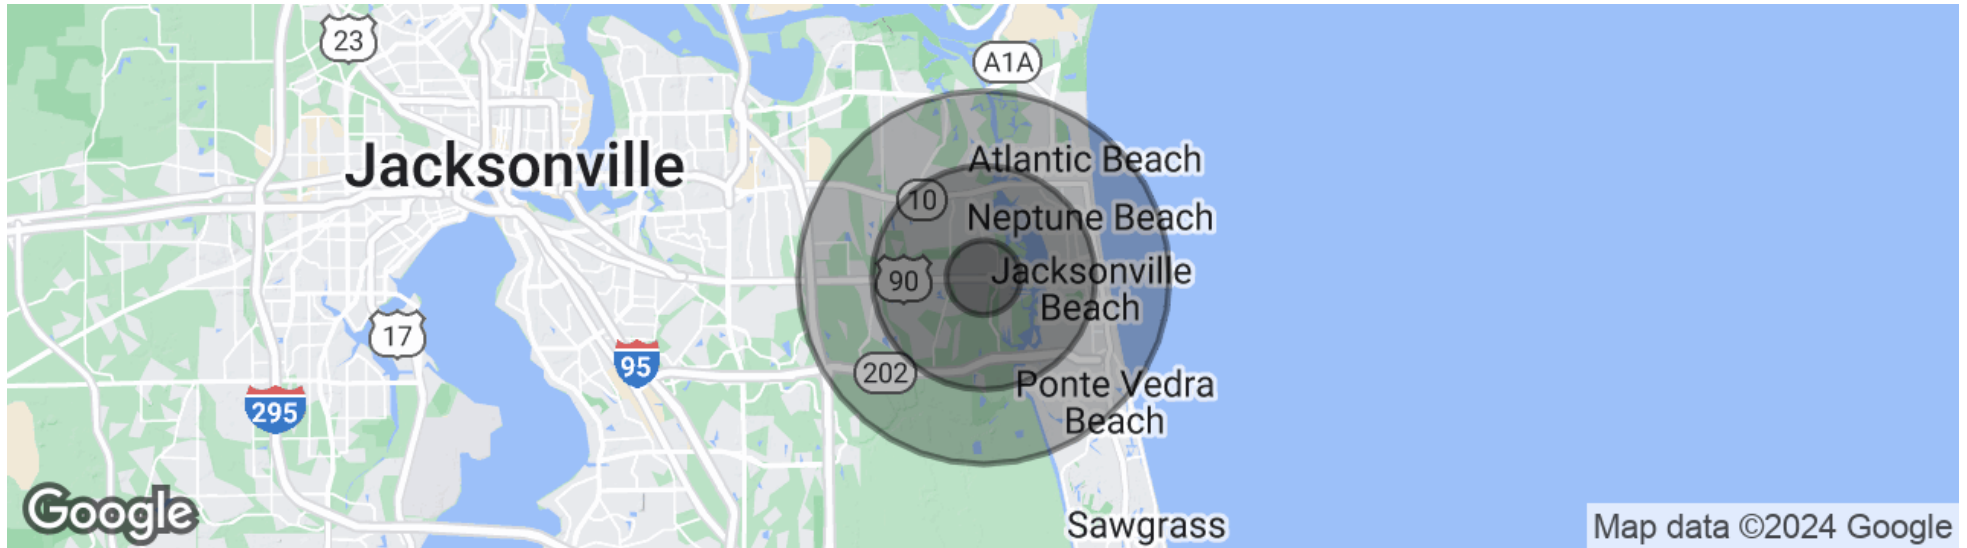 23
A1A
Jacksonville
Atlantic Beach
10
Neptune Beach
90
Jacksonville
Beach
17
95
202
Ponte Vedra
Beach
295
Google
Sawgrass
Map data ©2024 Google